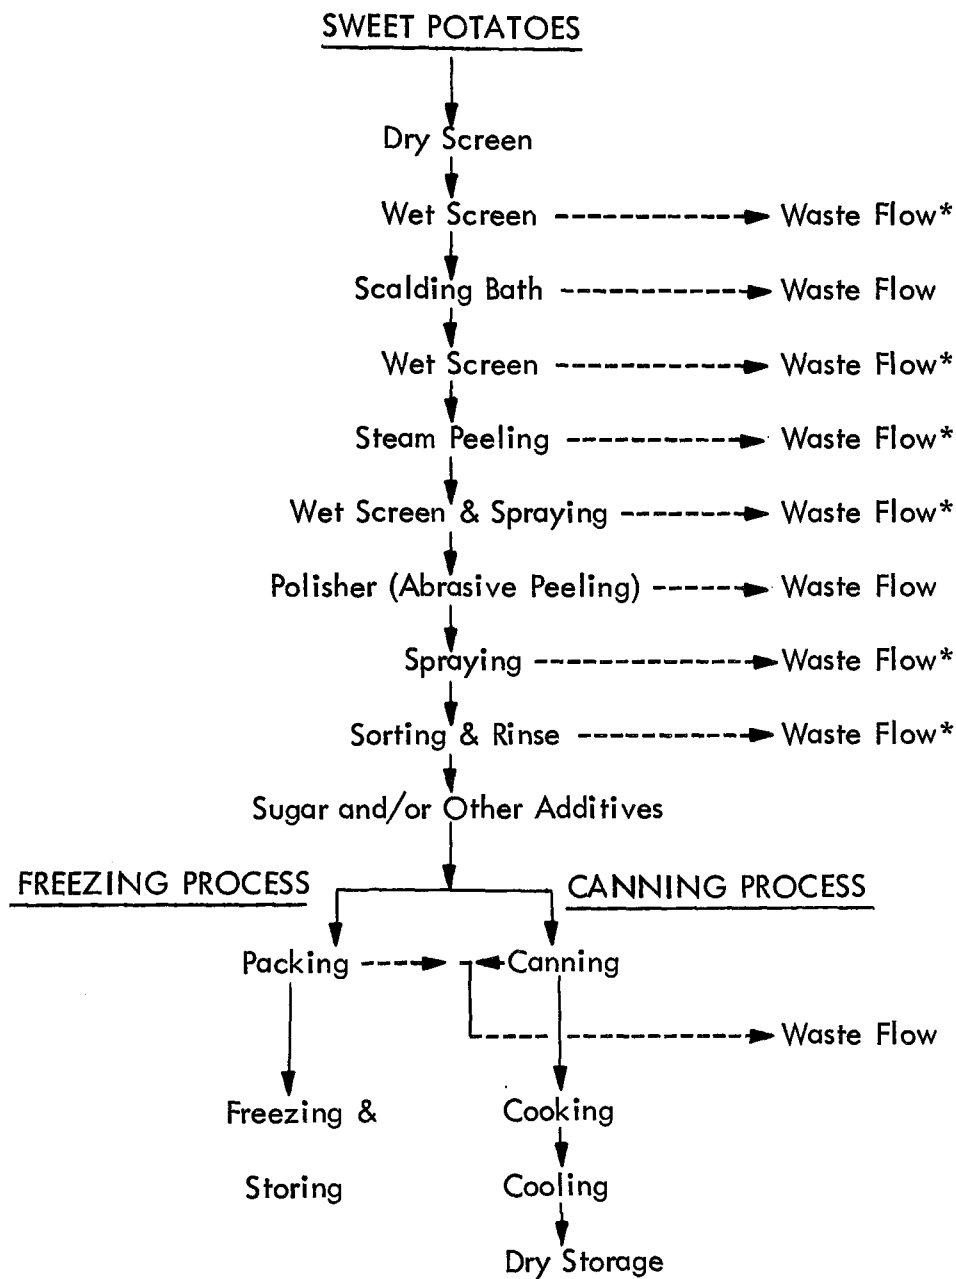 SWEET POTATOES
Dry Screen
Wet Screen Waste Flow*
Scalding Bath Waste Flow
Wet Screen Waste Flow*
Steam Peeling Waste Flow*
Wet Screen & Spraying Waste Flow*
Polisher (Abrasive Peeling) Waste Flow
Spraying Waste Flow*
Sorting & Rinse Waste Flow*
Sugar and/or Other Additives
FREEZING PROCESS CANNING PROCESS
Packing Canning
Waste Flow
Freezing & Cooking
Storing Cooling
Dry Storage